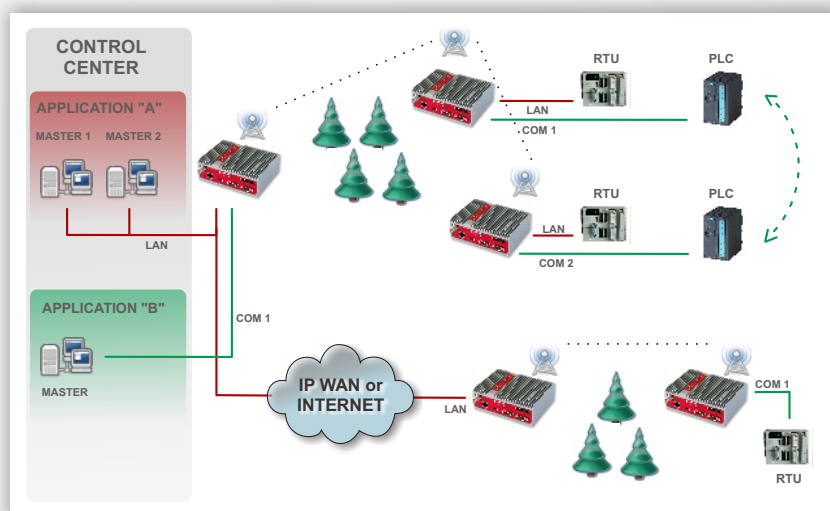 CONTROL
CENTER
APPLICATION "A"
MASTER 1
MASTER 2
LAN
APPLICATION "B"
MASTER
COM 1
RTU
PLC
LAN
COM 1
RTU
PLC
LAN
COM 2
IP WAN or
INTERNET
LAN
COM 1
RTU